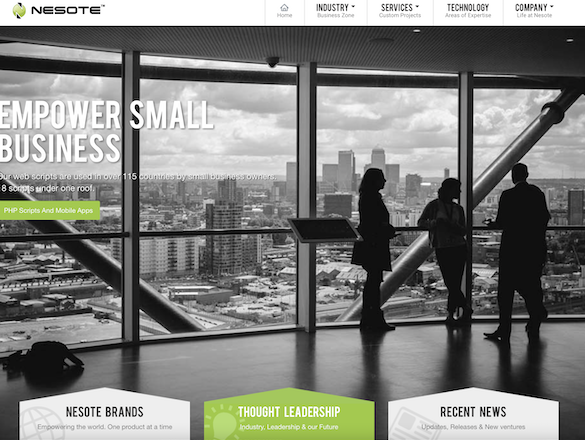 NESOTE™
Home
INDUSTRY
Business Zone
SERVICES
Custom Projects
TECHNOLOGY
Areas of Expertise
COMPANY
Life at Nesote
EMPOWER SMALL
BUSINESS
Our web scripts are used in over 115 countries by small business owners.
8 scripts under one roof.
PHP Scripts And Mobile Apps
NESOTE BRANDS
Empowering the world. One product at a time
THOUGHT LEADERSHIP
Industry, Leadership & our Future
RECENT NEWS
Updates, Releases & New ventures